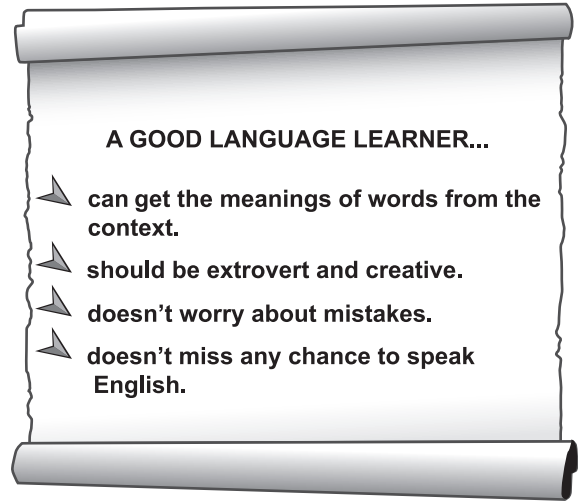 A GOOD LANGUAGE LEARNER...
can get the meanings of words from the
context.
should be extrovert and creative.
doesn't worry about mistakes.
doesn't miss any chance to speak
English.